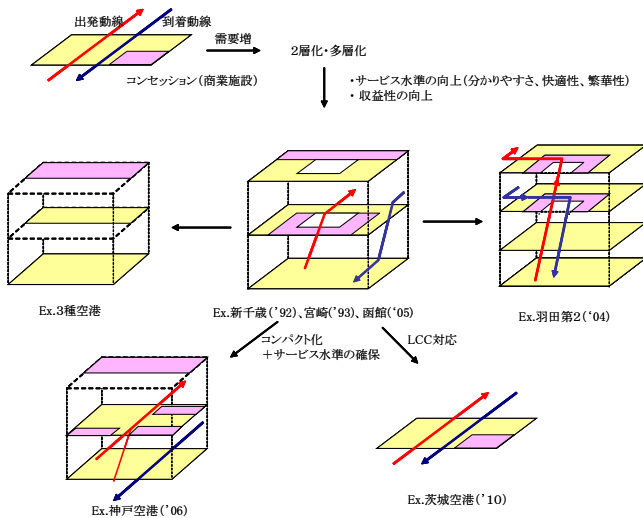 出発動線
到着動線
需要増
2層化・多層化
コンセッション(商業施設)
・サービス水準の向上(分かりやすさ、快適性、繁華性)
・収益性の向上
Ex.3種空港
Ex.新千歳('92)、宮崎('93)、函館('05)
Ex.羽田第2('04)
コンパクト化
+サービス水準の確保
LCC対応
Ex.神戸空港('06)
Ex.茨城空港('10)